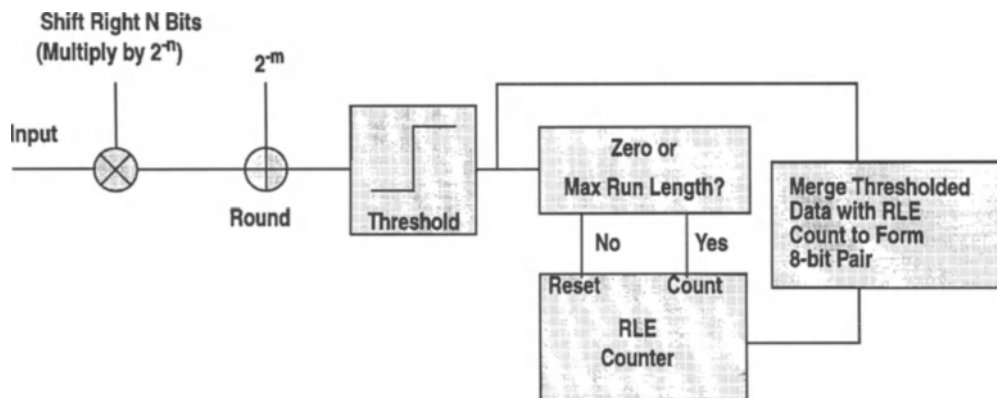 Shift Right N Bits
(Multiply by 2⁻ⁿ)
2⁻ᵐ
Input
Round
Threshold
Zero or
Max Run Length?
No
Yes
Reset
Count
RLE
Counter
Merge Thresholded
Data with RLE
Count to Form
8-bit Pair